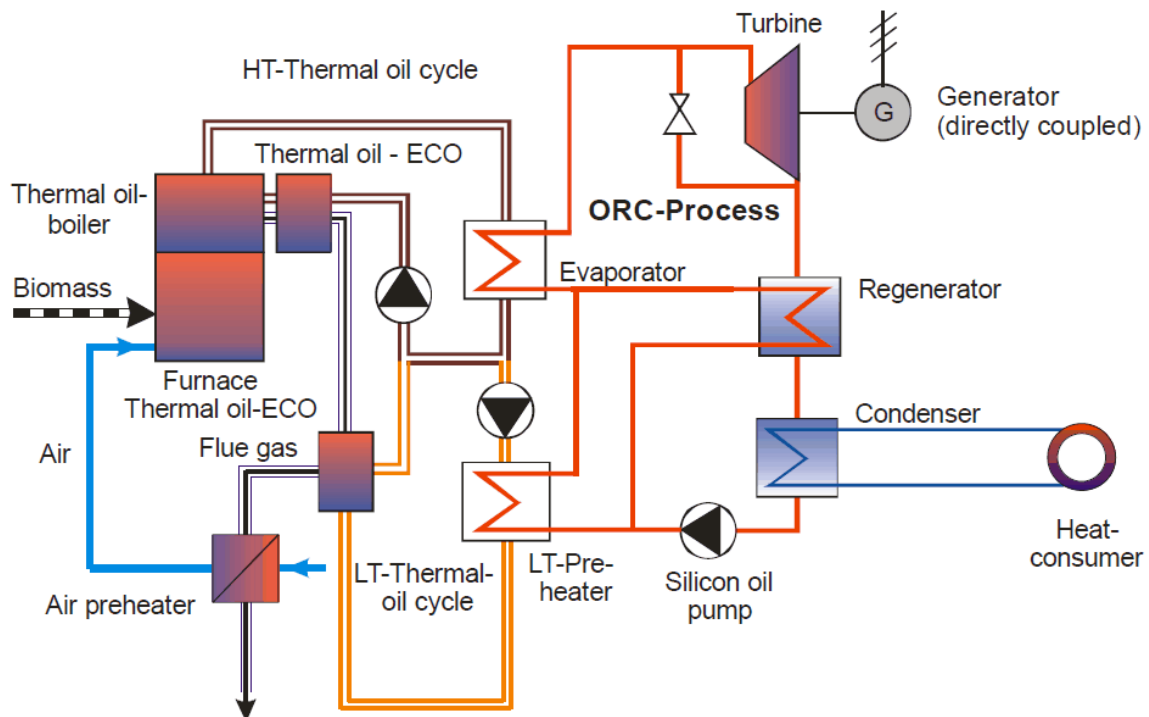 Turbine
HT-Thermal oil cycle
G
Generator
(directly coupled)
Thermal oil - ECO
Thermal oil-
boiler
ORC-Process
Biomass
Evaporator
Regenerator
Furnace
Thermal oil-ECO
Condenser
Air
Flue gas
Heat-
consumer
LT-Thermal-
oil cycle
LT-Pre-
heater
Silicon oil
pump
Air preheater